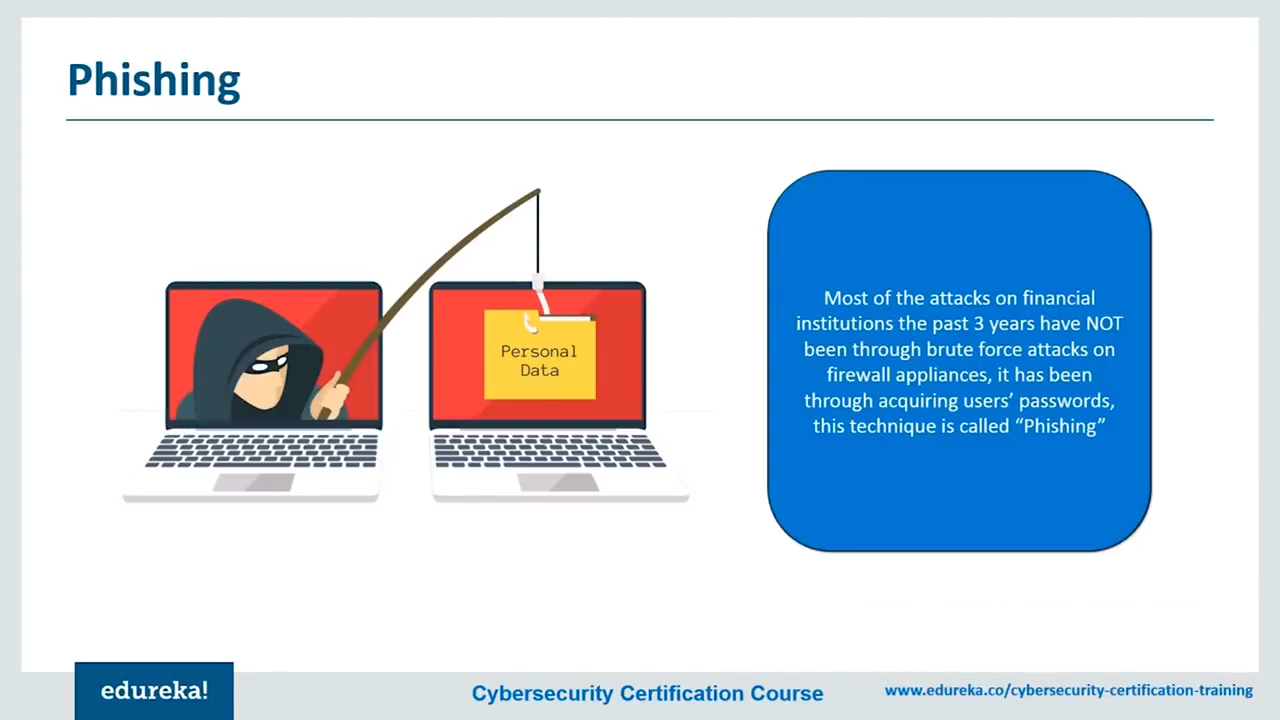 Phishing
Personal
Data
Most of the attacks on financial
institutions the past 3 years have NOT
been through brute force attacks on
firewall appliances, it has been
through acquiring users’ passwords,
this technique is called “Phishing”
edureka!
Cybersecurity Certification Course
www.edureka.co/cybersecurity-certification-training